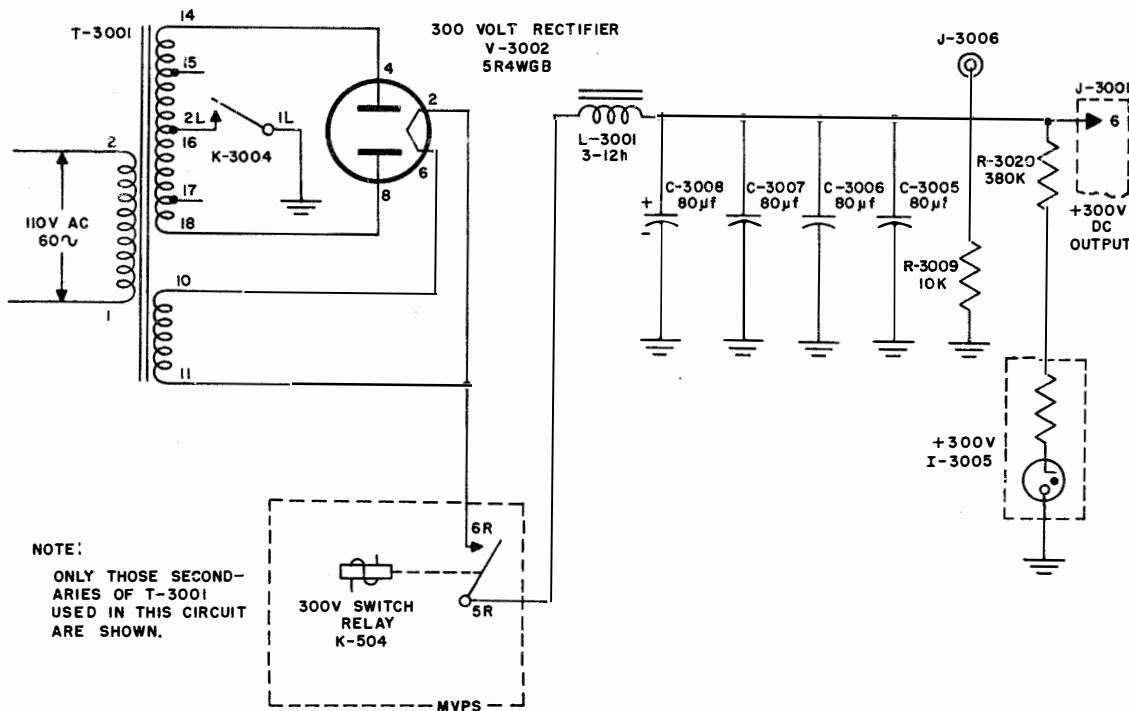 T-3001
14
15
2L
16
17
18
1L
K-3004
2
110V AC
60~
1
10
11
300 VOLT RECTIFIER
V-3002
5R4WGB
4
2
6
8
L-3001
3-12h
J-3006
J-3001
6
+300V
DC
OUTPUT
R-3020
380K
+
-
C-3008
80µf
C-3007
80µf
C-3006
80µf
C-3005
80µf
R-3009
10K
+300V
I-3005
6R
5R
300V SWITCH
RELAY
K-504
MVPS
NOTE:
ONLY THOSE SECOND-
ARIES OF T-3001
USED IN THIS CIRCUIT
ARE SHOWN.